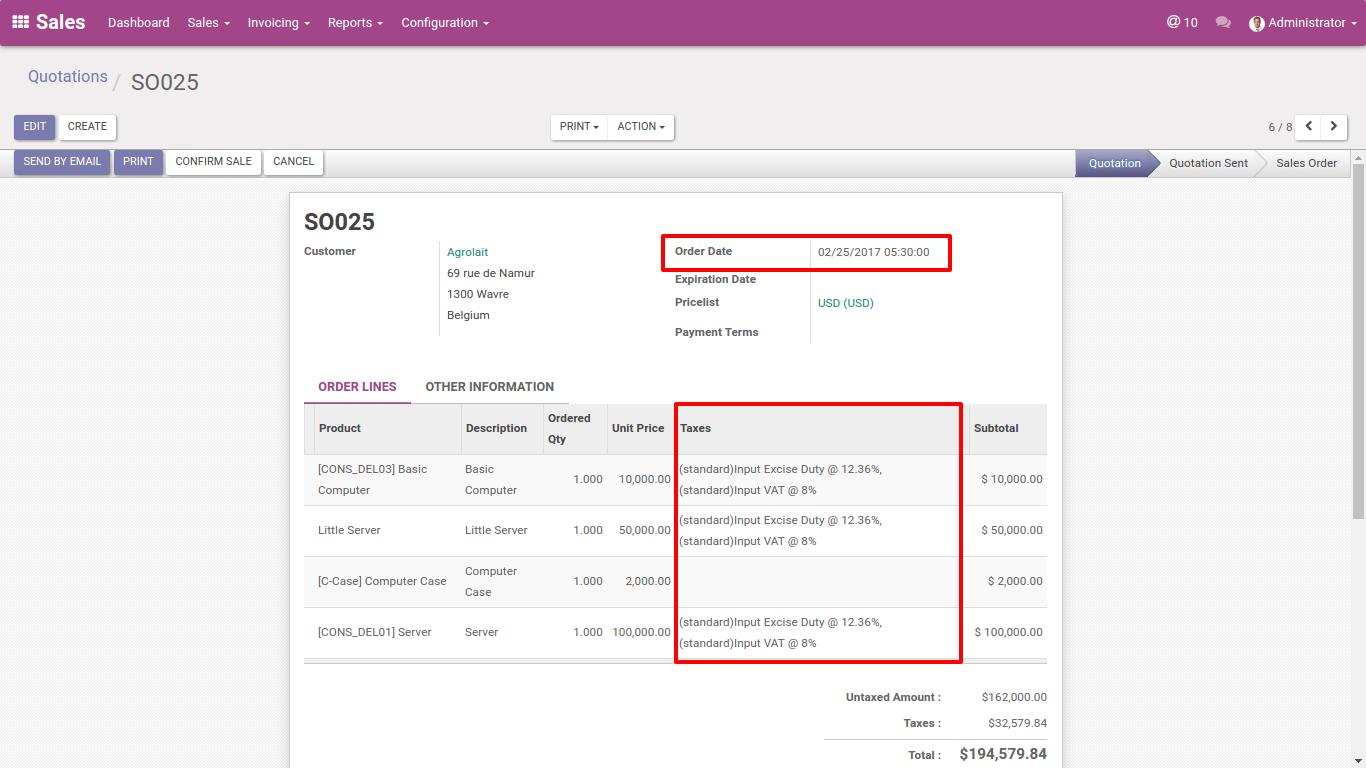 Sales Dashboard Sales Invoicing Reports Configuration @ 10 Administrator
Quotations / SO025
EDIT CREATE PRINT ACTION 6 / 8
SEND BY EMAIL PRINT CONFIRM SALE CANCEL Quotation Quotation Sent Sales Order
SO025
Customer Agrolait Order Date 02/25/2017 05:30:00
69 rue de Namur
Expiration Date
1300 Wavre
Pricelist USD (USD)
Belgium
Payment Terms
ORDER LINES OTHER INFORMATION
Product Description Ordered Qty Unit Price Taxes Subtotal
[CONS_DEL03] Basic Basic (standard)Input Excise Duty @ 12.36%,
1.000 10,000.00 $ 10,000.00
Computer Computer (standard)Input VAT @ 8%
(standard)Input Excise Duty @ 12.36%,
Little Server Little Server 1.000 50,000.00 $ 50,000.00
(standard)Input VAT @ 8%
Computer
[C-Case] Computer Case 1.000 2,000.00 $ 2,000.00
Case
(standard)Input Excise Duty @ 12.36%,
[CONS_DEL01] Server Server 1.000 100,000.00 $ 100,000.00
(standard)Input VAT @ 8%
Untaxed Amount : $162,000.00
Taxes : $32,579.84
Total : $194,579.84